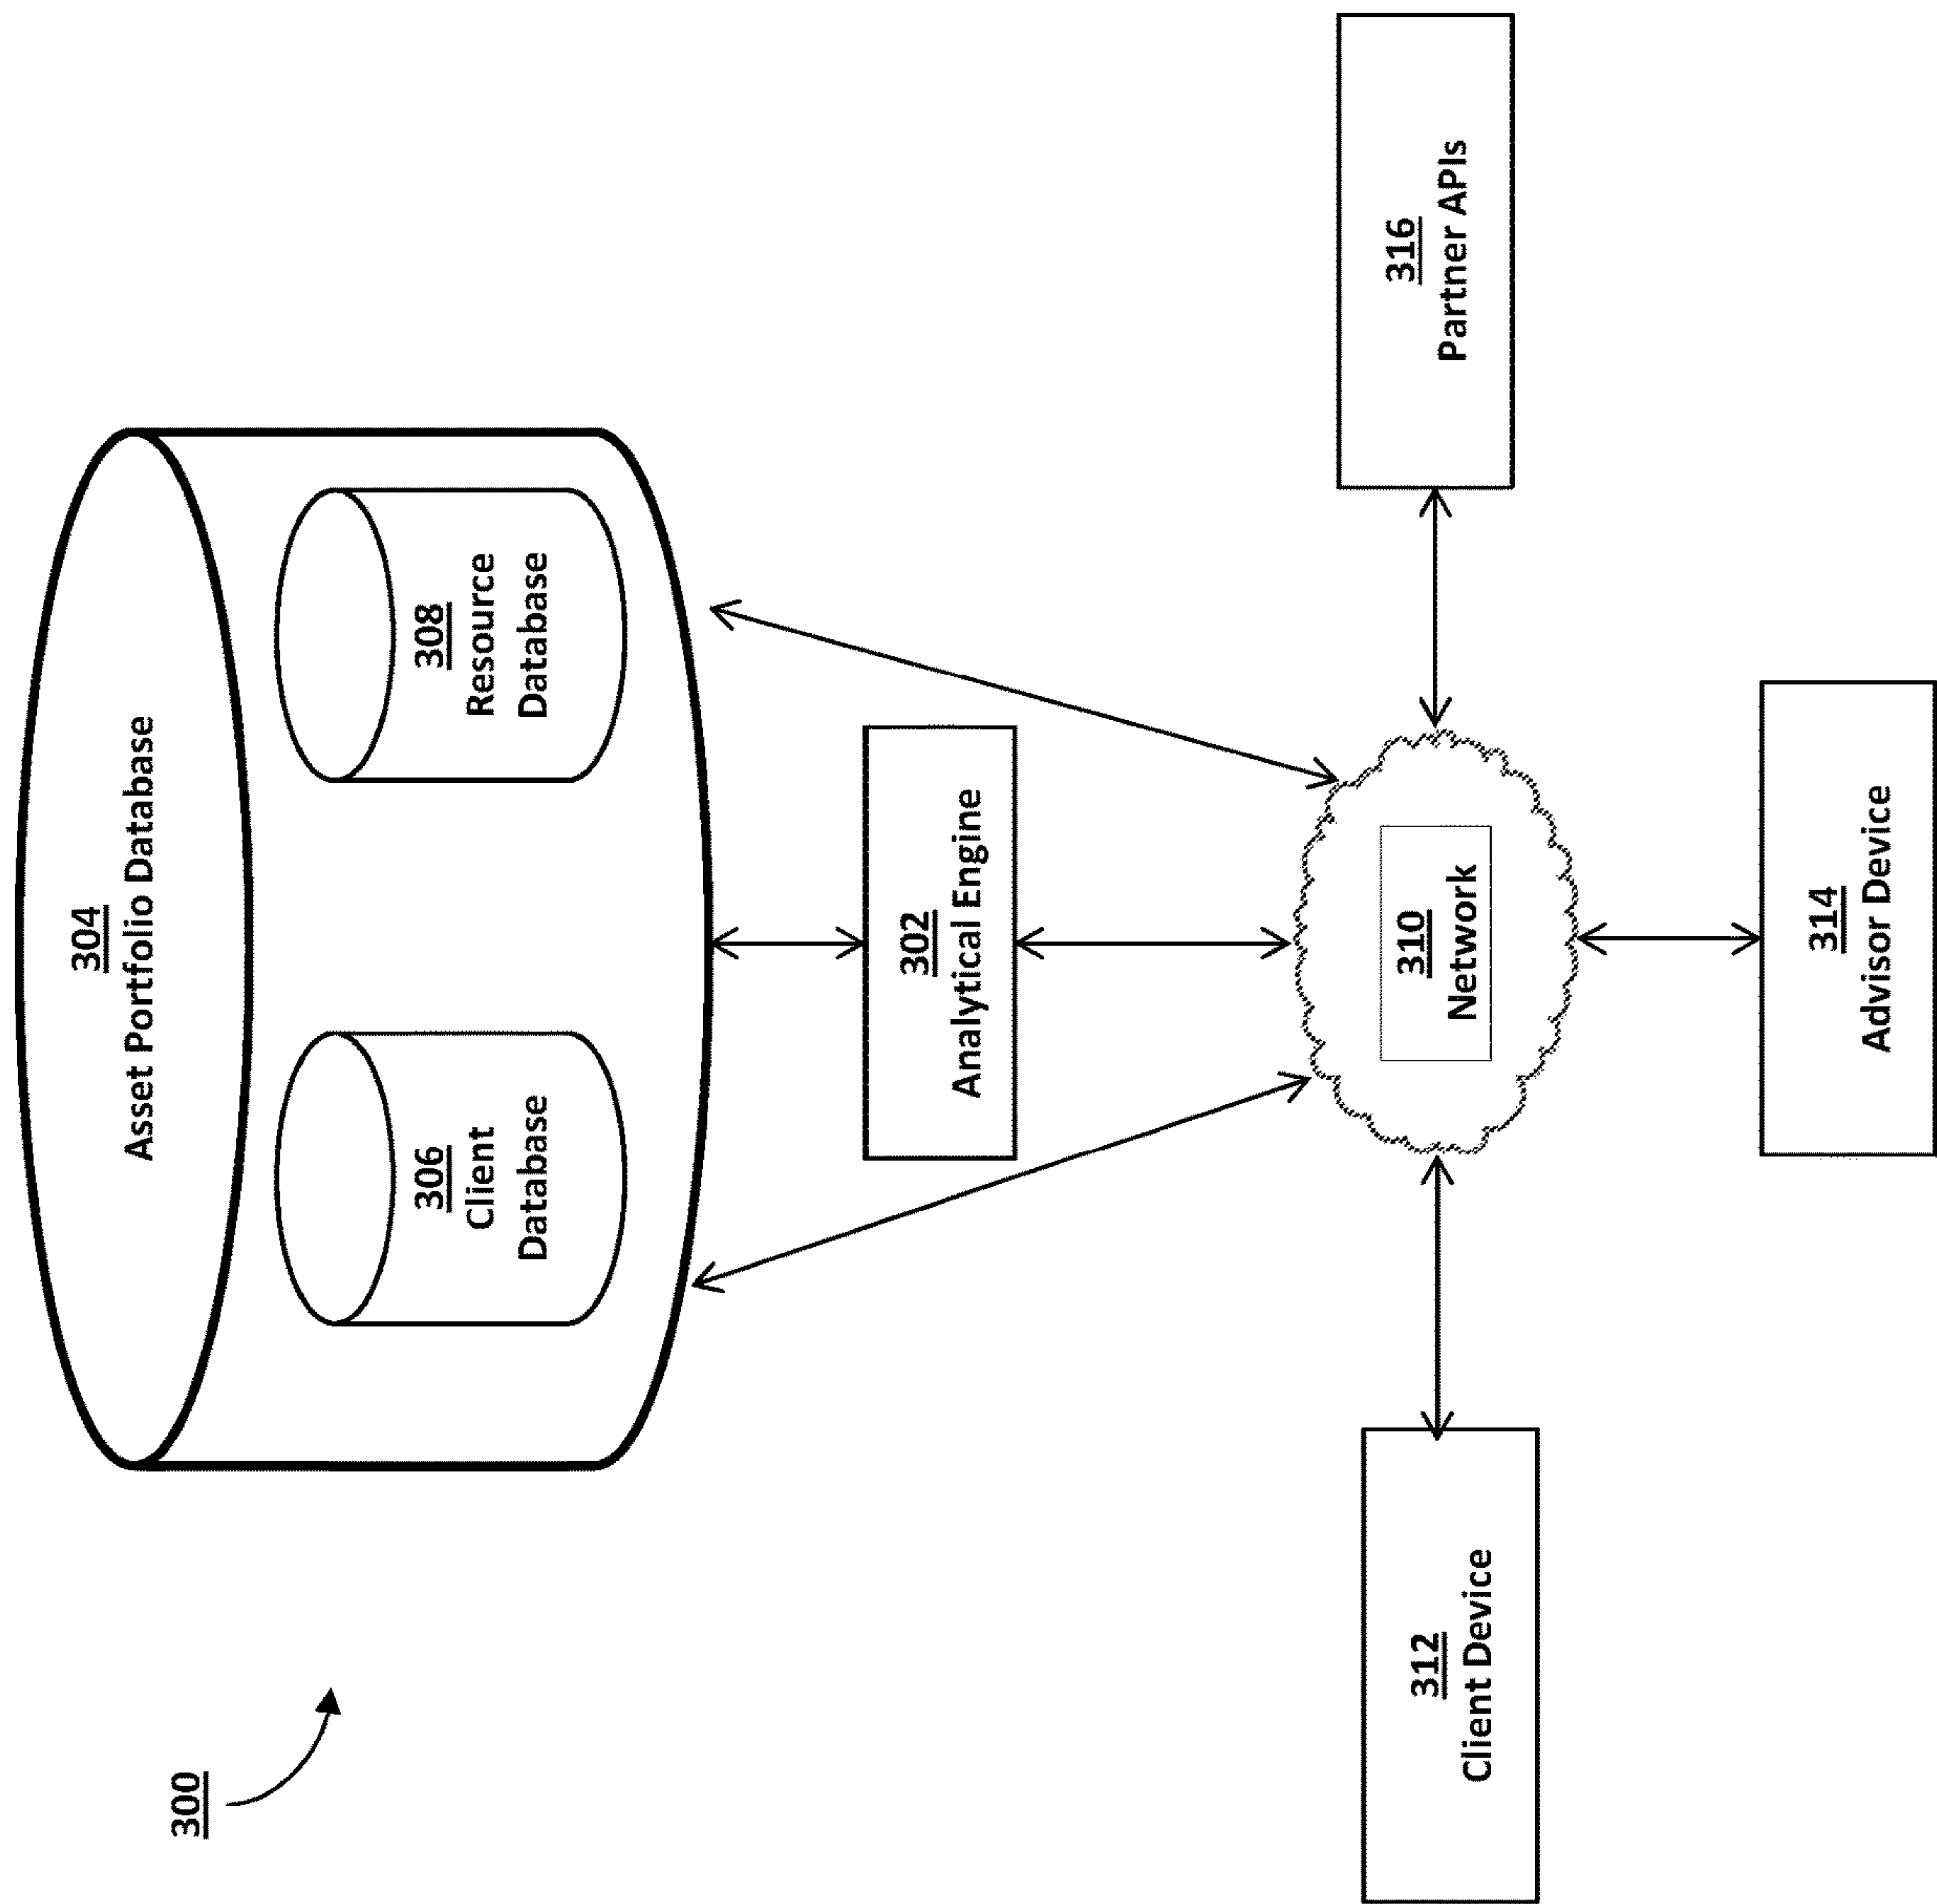 300
304
Asset Portfolio Database
306
Client
Database
308
Resource
Database
302
Analytical Engine
310
Network
312
Client Device
314
Advisor Device
316
Partner APIs